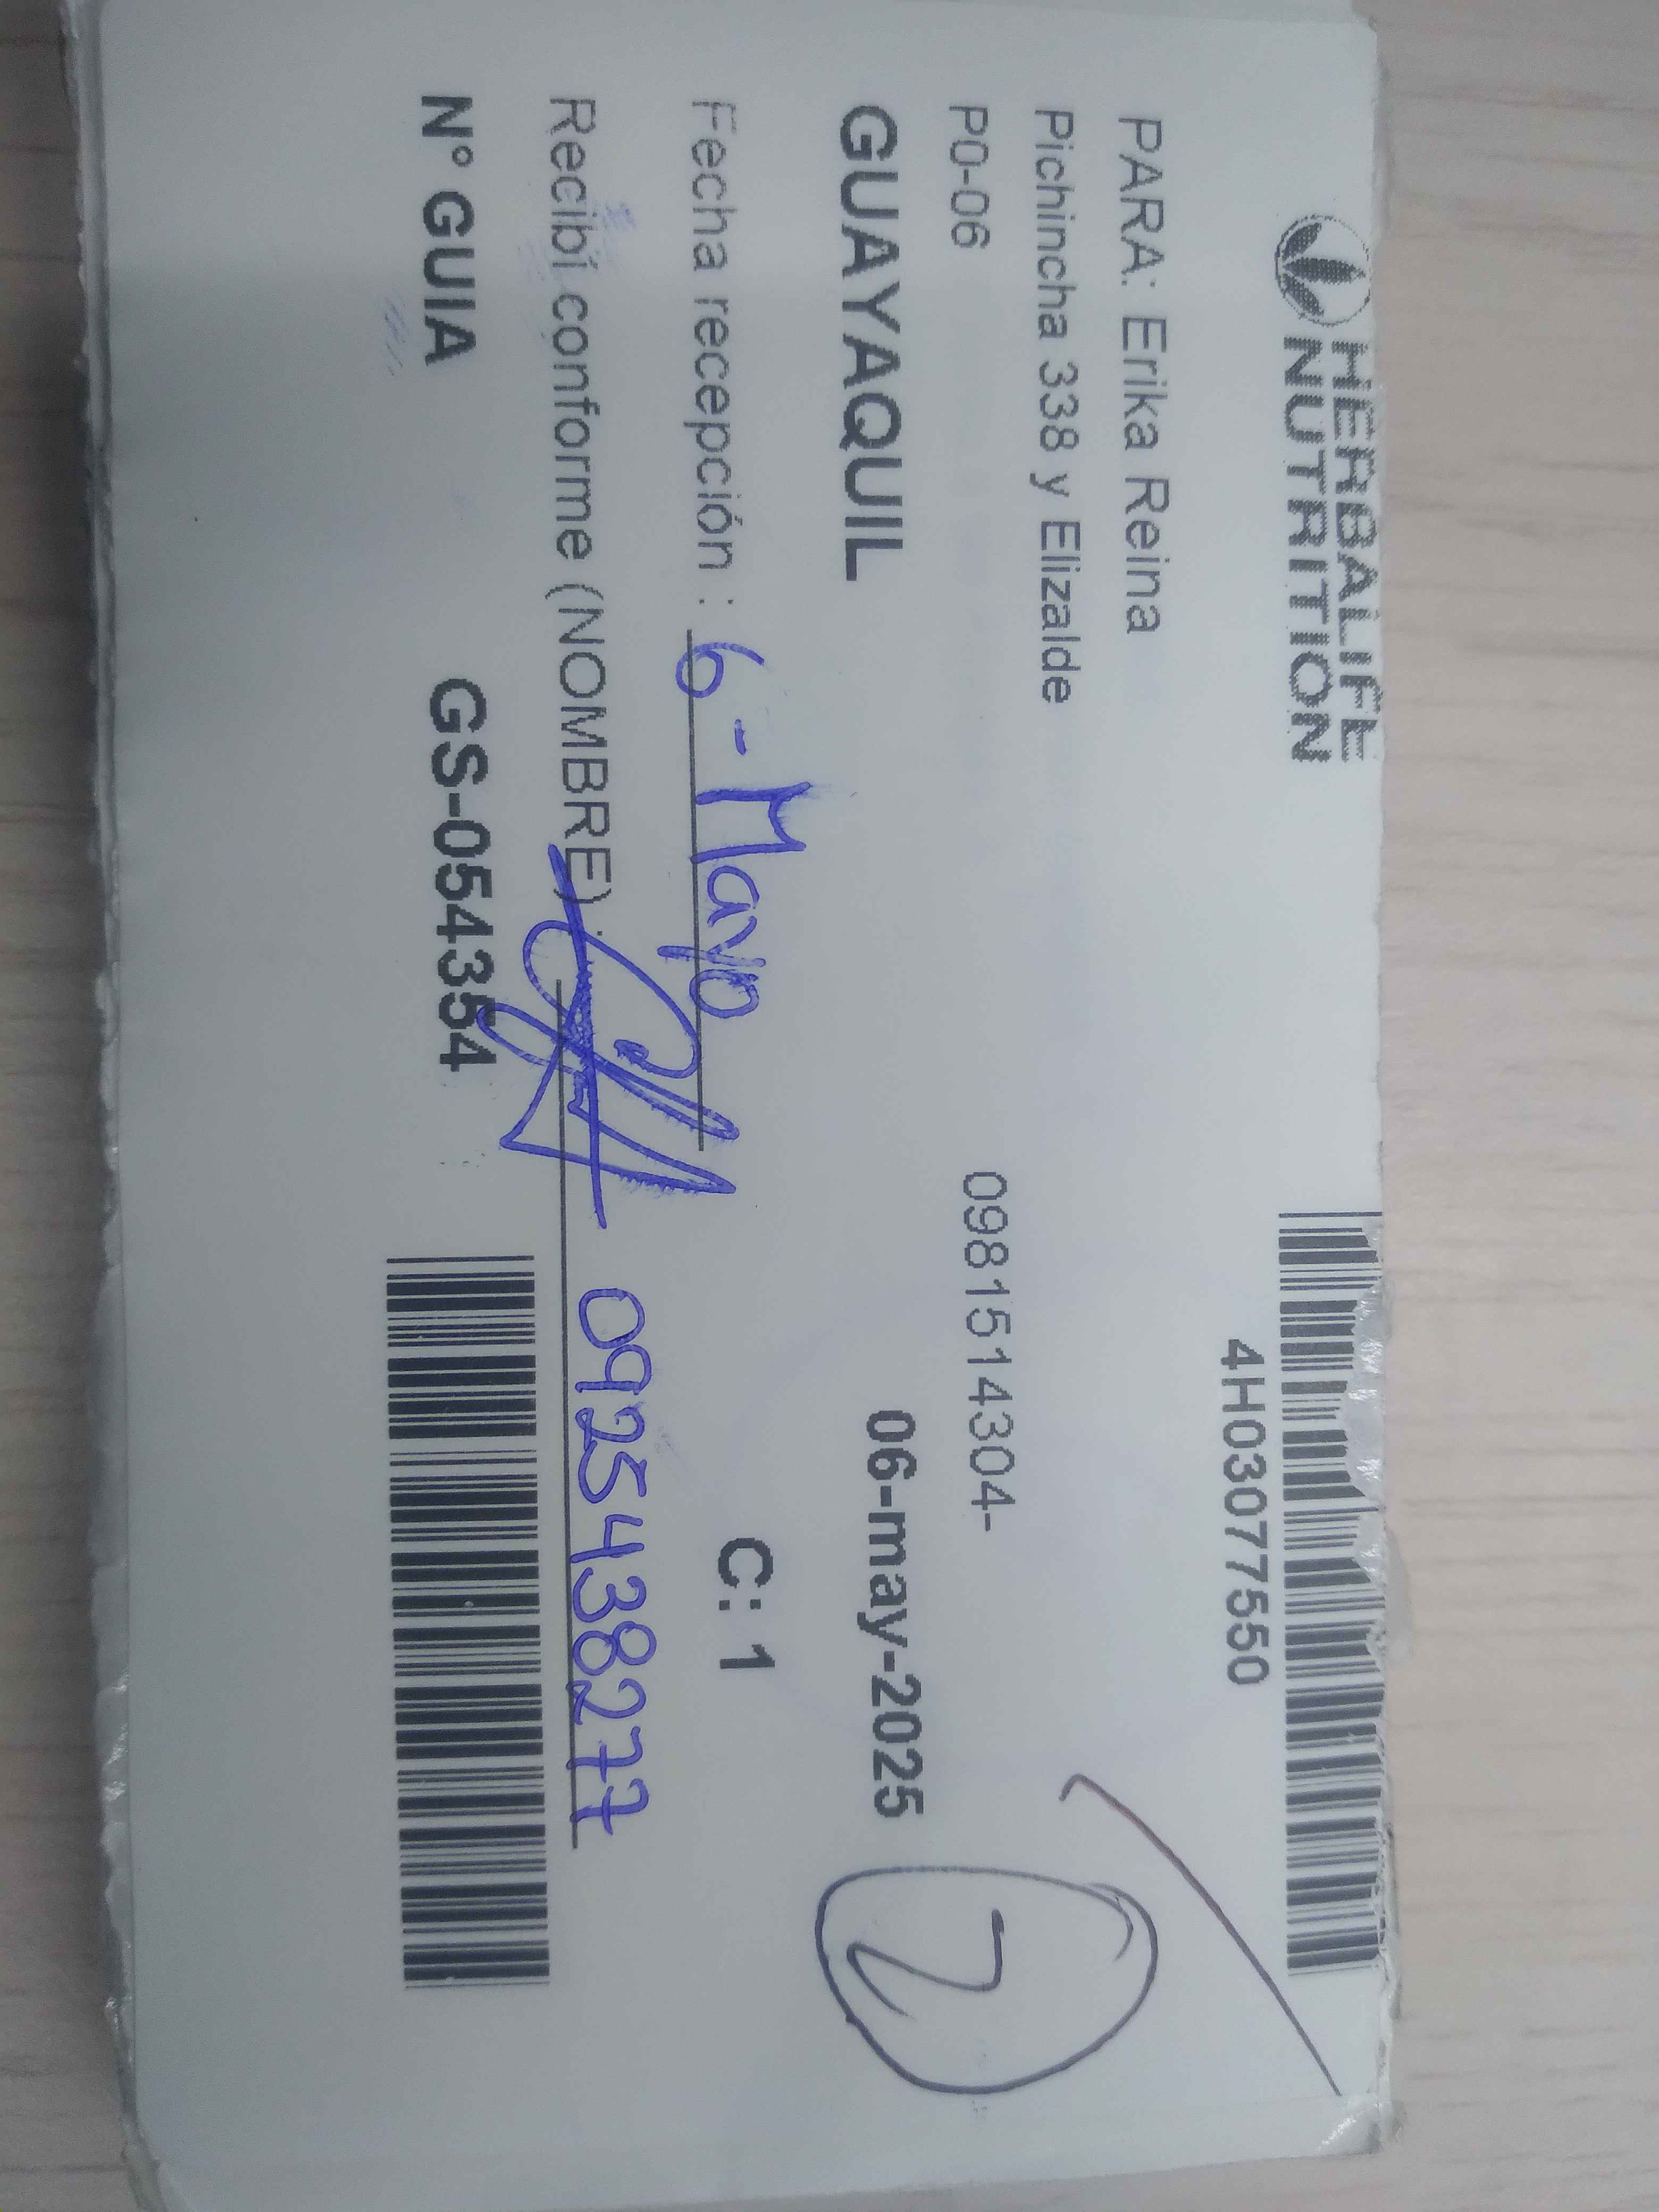 HERBALIFE
NUTRITION
4H03077550
PARA: Erika Reina
Pichincha 338 y Elizalde
P0-06 0981514304-
GUAYAQUIL 06-may-2025
2
Fecha recepción : 6 - Mayo C: 1
Recibí conforme (NOMBRE) : 0925438277
N° GUIA GS-054354